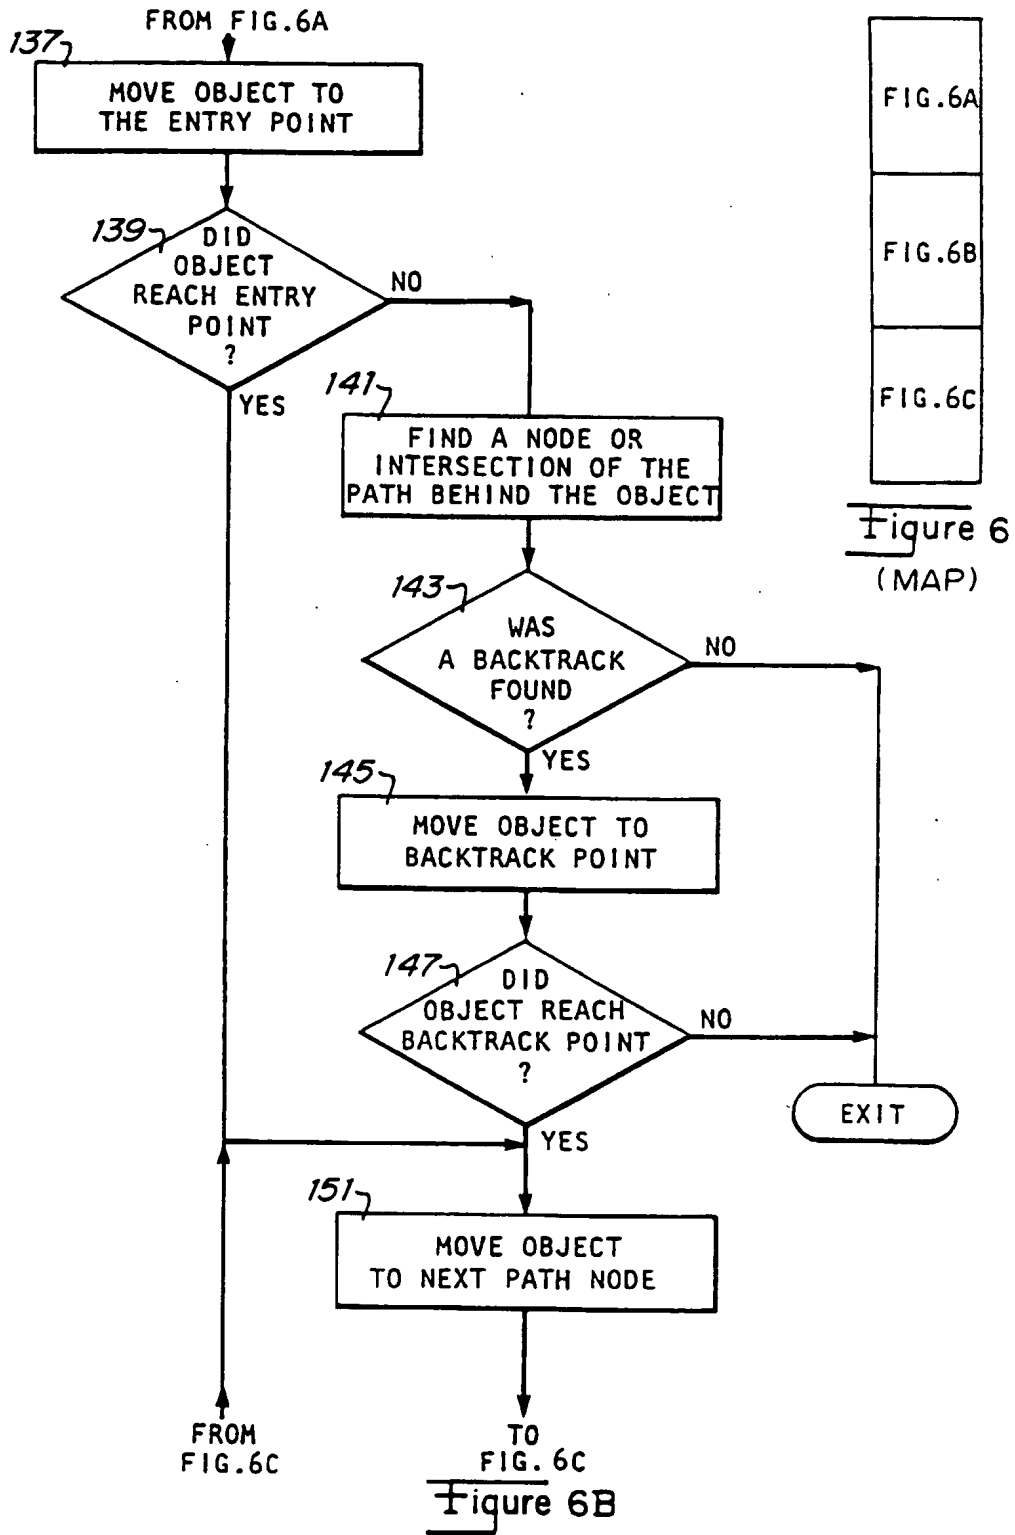 FROM FIG.6A
137
MOVE OBJECT TO
THE ENTRY POINT
139
DID
OBJECT
REACH ENTRY
POINT
?
NO
YES
141
FIND A NODE OR
INTERSECTION OF THE
PATH BEHIND THE OBJECT
143
WAS
A BACKTRACK
FOUND
?
NO
YES
145
MOVE OBJECT TO
BACKTRACK POINT
147
DID
OBJECT REACH
BACKTRACK POINT
?
NO
YES
EXIT
151
MOVE OBJECT
TO NEXT PATH NODE
FROM
FIG.6C
TO
FIG.6C
Figure 6B
FIG.6A
FIG.6B
FIG.6C
Figure 6
(MAP)